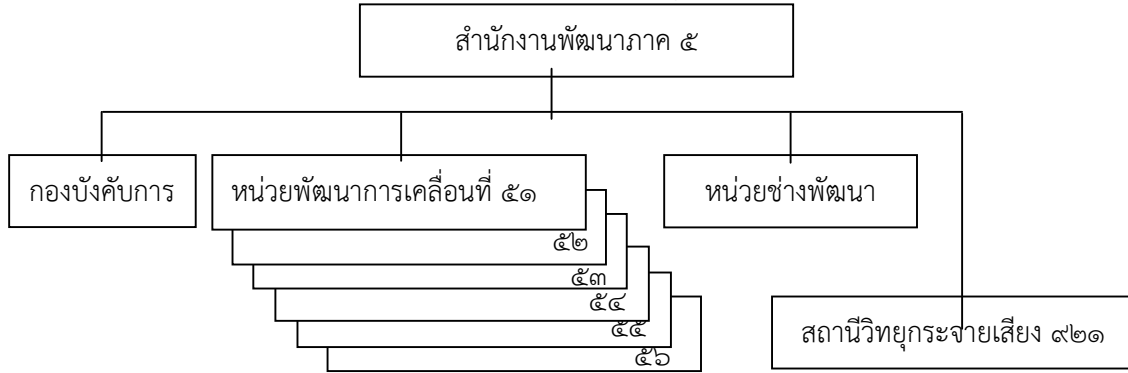 สำนักงานพัฒนาภาค ๕
กองบังคับการ
หน่วยพัฒนาการเคลื่อนที่ ๕๑
หน่วยช่างพัฒนา
๕๒
๕๓
๕๔
๕๕
๕๖
สถานีวิทยุกระจายเสียง ๙๒๑